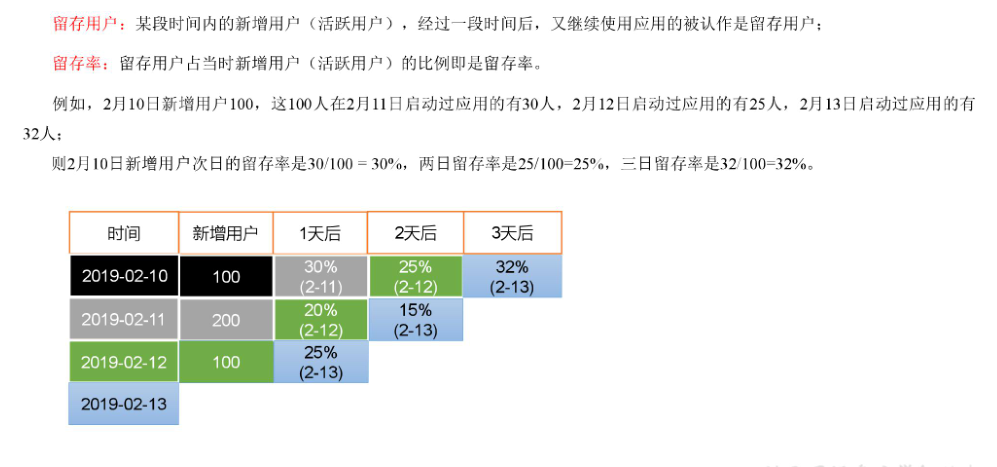 留存用户：某段时间内的新增用户（活跃用户），经过一段时间后，又继续使用应用的被认作是留存用户；
留存率：留存用户占当时新增用户（活跃用户）的比例即是留存率。
例如，2月10日新增用户100，这100人在2月11日启动过应用的有30人，2月12日启动过应用的有25人，2月13日启动过应用的有
32人；
则2月10日新增用户次日的留存率是30/100 = 30%，两日留存率是25/100=25%，三日留存率是32/100=32%。
时间 新增用户 1天后 2天后 3天后
2019-02-10 100 30% 25% 32%
(2-11) (2-12) (2-13)
2019-02-11 200 20% 15%
(2-12) (2-13)
2019-02-12 100 25%
(2-13)
2019-02-13